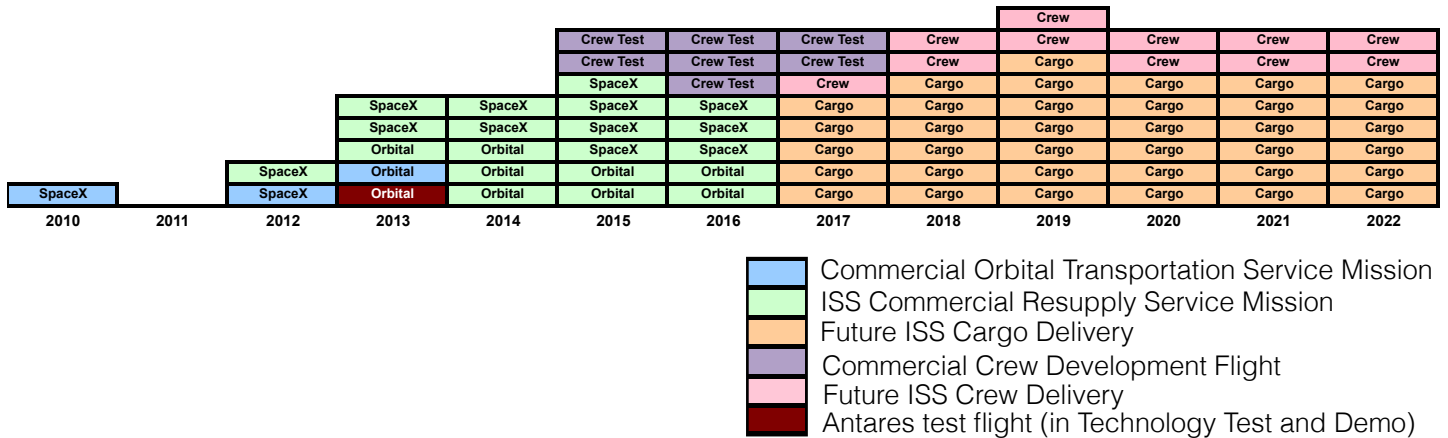 Crew
Crew Test Crew Test Crew Test Crew Crew Crew Crew Crew
Crew Test Crew Test Crew Test Crew Cargo Crew Crew Crew
SpaceX Crew Test Crew Cargo Cargo Cargo Cargo Cargo
SpaceX SpaceX SpaceX SpaceX Cargo Cargo Cargo Cargo Cargo Cargo
SpaceX SpaceX SpaceX SpaceX Cargo Cargo Cargo Cargo Cargo Cargo
Orbital Orbital SpaceX SpaceX Cargo Cargo Cargo Cargo Cargo Cargo
SpaceX Orbital Orbital Orbital Orbital Cargo Cargo Cargo Cargo Cargo Cargo
SpaceX SpaceX Orbital Orbital Orbital Orbital Cargo Cargo Cargo Cargo Cargo Cargo
2010 2011 2012 2013 2014 2015 2016 2017 2018 2019 2020 2021 2022
Commercial Orbital Transportation Service Mission
ISS Commercial Resupply Service Mission
Future ISS Cargo Delivery
Commercial Crew Development Flight
Future ISS Crew Delivery
Antares test flight (in Technology Test and Demo)